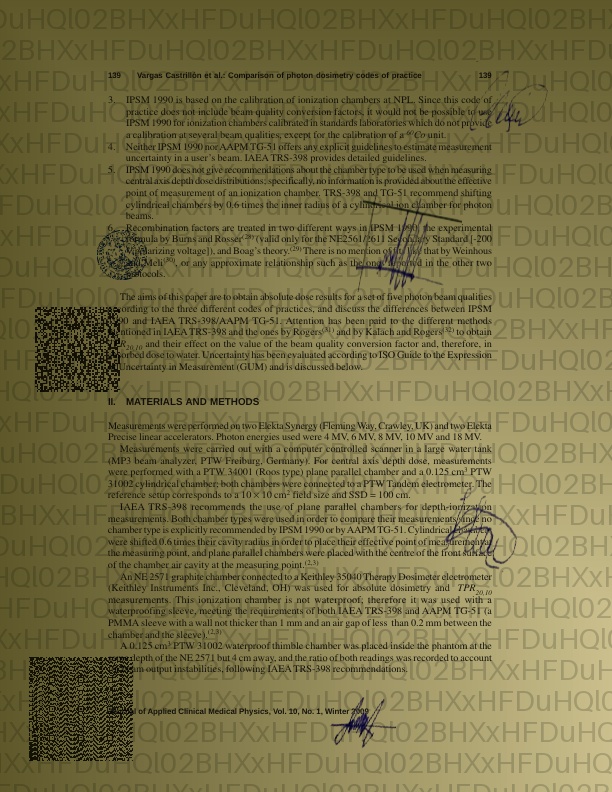 139 Vargas Castrillón et al.: Comparison of photon dosimetry codes of practice 139
3. IPSM 1990 is based on the calibration of ionization chambers at NPL. Since this code of
practice does not include beam quality conversion factors, it would not be possible to use
IPSM 1990 for ionization chambers calibrated in standards laboratories which do not provide
a calibration at several beam qualities, except for the calibration of a 60Co unit.
4. Neither IPSM 1990 nor AAPM TG-51 offers any explicit guidelines to estimate measurement
uncertainty in a user's beam. IAEA TRS-398 provides detailed guidelines.
5. IPSM 1990 does not give recommendations about the chamber type to be used when measuring
central axis depth dose distributions; specifically, no information is provided about the effective
point of measurement of an ionization chamber. TRS-398 and TG-51 recommend shifting
cylindrical chambers by 0.6 times the inner radius of a cylindrical ion chamber for photon
beams.
6. Recombination factors are treated in two different ways in IPSM 1990, the experimental
formula by Burns and Rosser(28) (valid only for the NE2561/2611 Secondary Standard [-200
V polarizing voltage]), and Boag's theory.(29) There is no mention of that by Weinhous
and Meli(30), or any approximate relationship such as the one in the other two
protocols.
The aims of this paper are to obtain absolute dose results for a set of five photon beam qualities
according to the three different codes of practices, and discuss the differences between IPSM
1990 and IAEA TRS-398/AAPM TG-51. Attention has been paid to the different methods
mentioned in IAEA TRS-398 and the ones by Rogers(31) and by Kalach and Rogers(32) to obtain
TPR20,10 and their effect on the value of the beam quality conversion factor and, therefore, in
absorbed dose to water. Uncertainty has been evaluated according to ISO Guide to the Expression
of Uncertainty in Measurement (GUM) and is discussed below.
II. MATERIALS AND METHODS
Measurements were performed on two Elekta Synergy (Fleming Way, Crawley, UK) and two Elekta
Precise linear accelerators. Photon energies used were 4 MV, 6 MV, 8 MV, 10 MV and 18 MV.
Measurements were carried out with a computer controlled scanner in a large water tank
(MP3 beam analyzer, PTW Freiburg, Germany). For central axis depth dose, measurements
were performed with a PTW 34001 (Roos type) plane parallel chamber and a 0.125 cm3 PTW
31002 cylindrical chamber; both chambers were connected to a PTW Tandem electrometer. The
reference setup corresponds to a 10 × 10 cm2 field size and SSD = 100 cm.
IAEA TRS-398 recommends the use of plane parallel chambers for depth-ionization
measurements. Both chamber types were used in order to compare their measurements, since no
chamber type is explicitly recommended by IPSM 1990 or by AAPM TG-51. Cylindrical chambers
were shifted 0.6 times their cavity radius in order to place their effective point of measurement at
the measuring point, and plane parallel chambers were placed with the centre of the front surface
of the chamber air cavity at the measuring point.(2,3)
An NE 2571 graphite chamber connected to a Keithley 35040 Therapy Dosimeter electrometer
(Keithley Instruments Inc., Cleveland, OH) was used for absolute dosimetry and TPR20,10
measurements. This ionization chamber is not waterproof, therefore it was used with a
waterproofing sleeve, meeting the requirements of both IAEA TRS-398 and AAPM TG-51 (a
PMMA sleeve with a wall not thicker than 1 mm and an air gap of less than 0.2 mm between the
chamber and the sleeve).(2,3)
A 0.125 cm3 PTW 31002 waterproof thimble chamber was placed inside the phantom at the
depth of the NE 2571 but 4 cm away, and the ratio of both readings was recorded to account
output instabilities, following IAEA TRS-398 recommendations.
Journal of Applied Clinical Medical Physics, Vol. 10, No. 1, Winter 2009